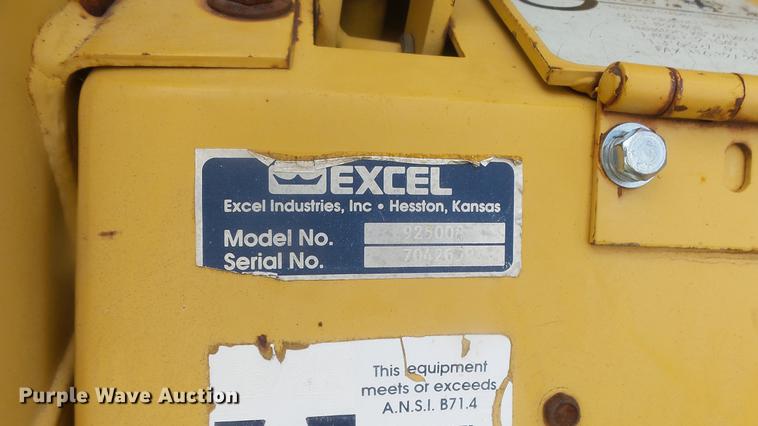 EXCEL
Excel Industries, Inc • Hesston, Kansas
Model No.
Serial No.
This equipment
meets or exceeds
A.N.S.I. B71.4
Purple Wave Auction